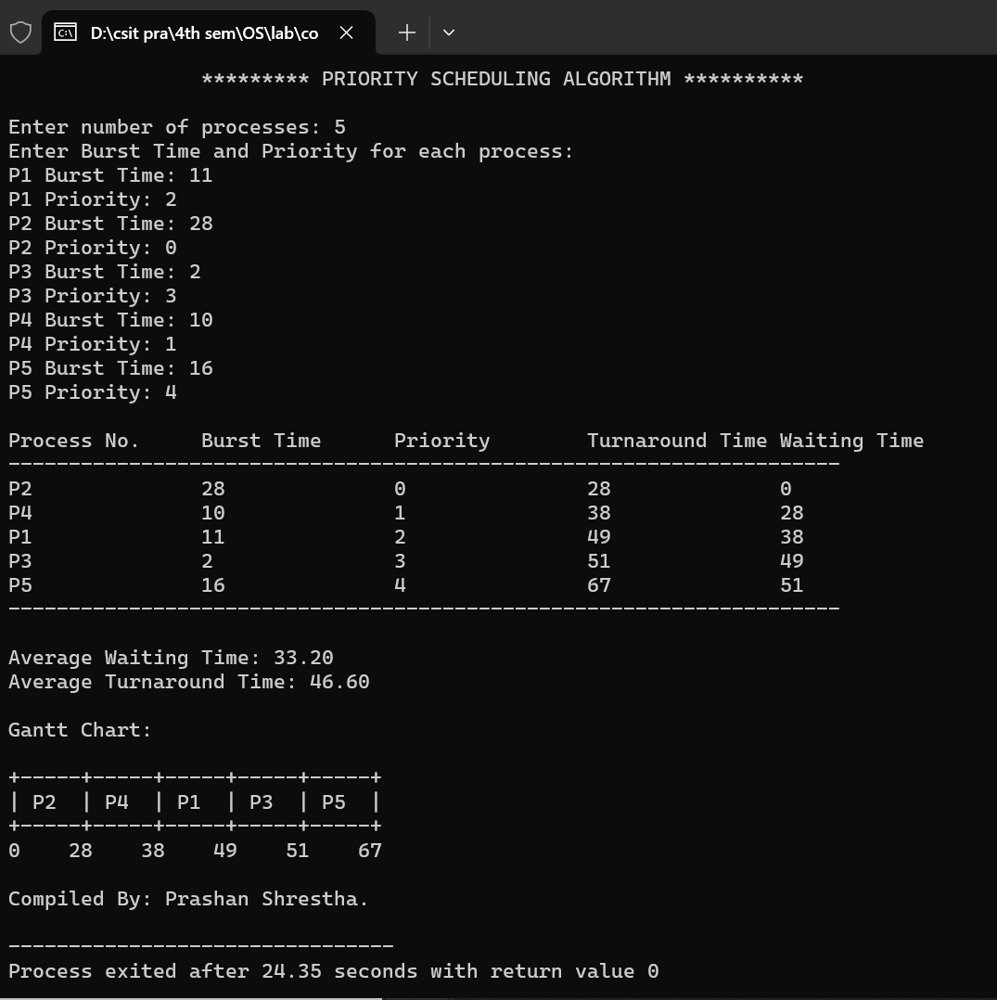 D:\csit pra\4th sem\OS\lab\co
********* PRIORITY SCHEDULING ALGORITHM **********
Enter number of processes: 5
Enter Burst Time and Priority for each process:
P1 Burst Time: 11
P1 Priority: 2
P2 Burst Time: 28
P2 Priority: 0
P3 Burst Time: 2
P3 Priority: 3
P4 Burst Time: 10
P4 Priority: 1
P5 Burst Time: 16
P5 Priority: 4
Process No. Burst Time Priority Turnaround Time Waiting Time
---------------------------------------------------------------------
P2 28 0 28 0
P4 10 1 38 28
P1 11 2 49 38
P3 2 3 51 49
P5 16 4 67 51
---------------------------------------------------------------------
Average Waiting Time: 33.20
Average Turnaround Time: 46.60
Gantt Chart:
+-----+-----+-----+-----+-----+
| P2  | P4  | P1  | P3  | P5  |
+-----+-----+-----+-----+-----+
0    28    38    49    51    67
Compiled By: Prashan Shrestha.
--------------------------------
Process exited after 24.35 seconds with return value 0